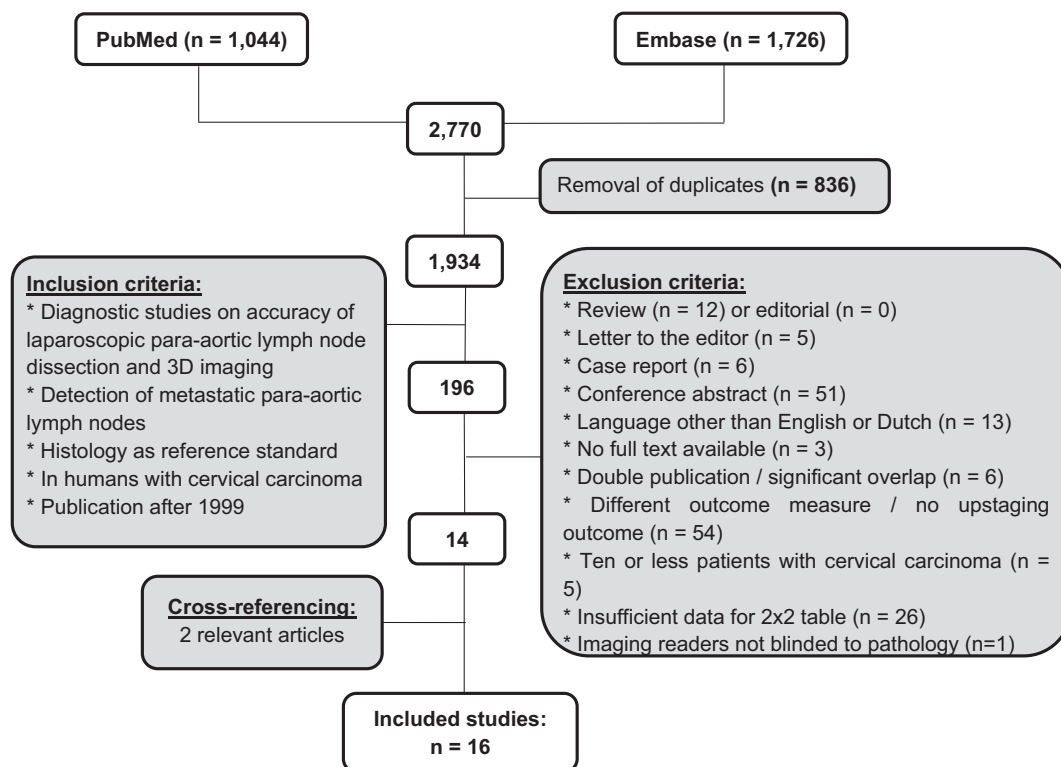 PubMed (n = 1,044)
Embase (n = 1,726)
2,770
Removal of duplicates (n = 836)
1,934
Inclusion criteria:
* Diagnostic studies on accuracy of
laparoscopic para-aortic lymph node
dissection and 3D imaging
* Detection of metastatic para-aortic
lymph nodes
* Histology as reference standard
* In humans with cervical carcinoma
* Publication after 1999
196
Exclusion criteria:
* Review (n = 12) or editorial (n = 0)
* Letter to the editor (n = 5)
* Case report (n = 6)
* Conference abstract (n = 51)
* Language other than English or Dutch (n = 13)
* No full text available (n = 3)
* Double publication / significant overlap (n = 6)
* Different outcome measure / no upstaging
outcome (n = 54)
* Ten or less patients with cervical carcinoma (n =
5)
* Insufficient data for 2x2 table (n = 26)
* Imaging readers not blinded to pathology (n=1)
14
Cross-referencing:
2 relevant articles
Included studies:
n = 16